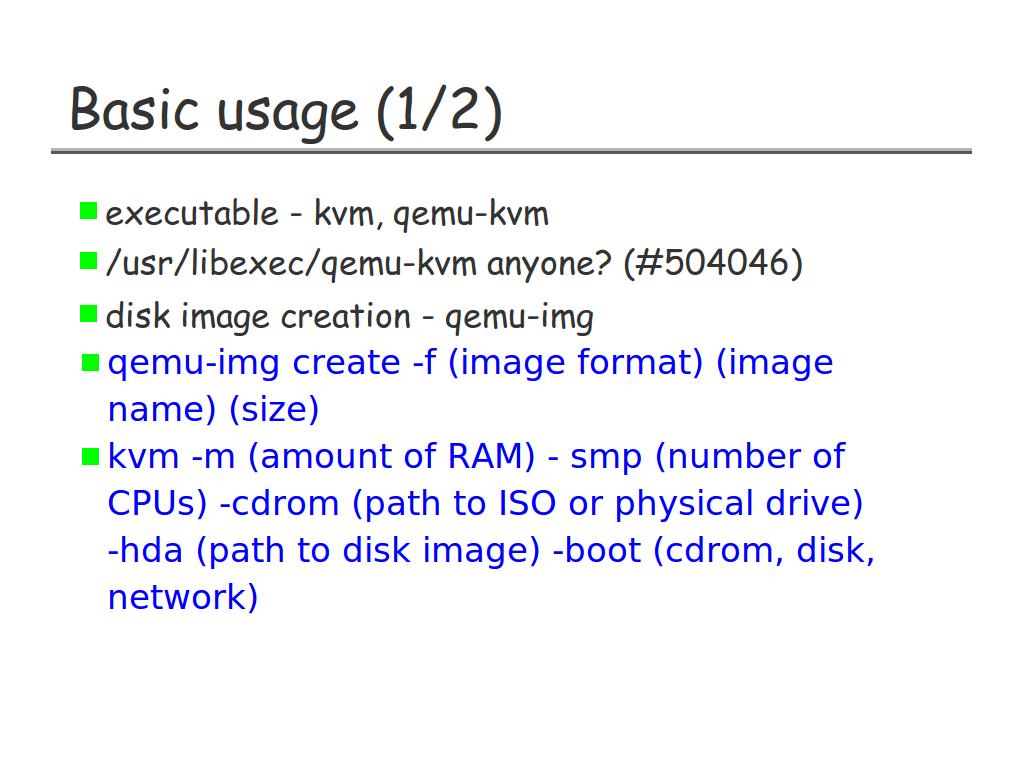 Basic usage (1/2)
executable - kvm, qemu-kvm
/usr/libexec/qemu-kvm anyone? (#504046)
disk image creation - qemu-img
qemu-img create -f (image format) (image
name) (size)
kvm -m (amount of RAM) - smp (number of
CPUs) -cdrom (path to ISO or physical drive)
-hda (path to disk image) -boot (cdrom, disk,
network)